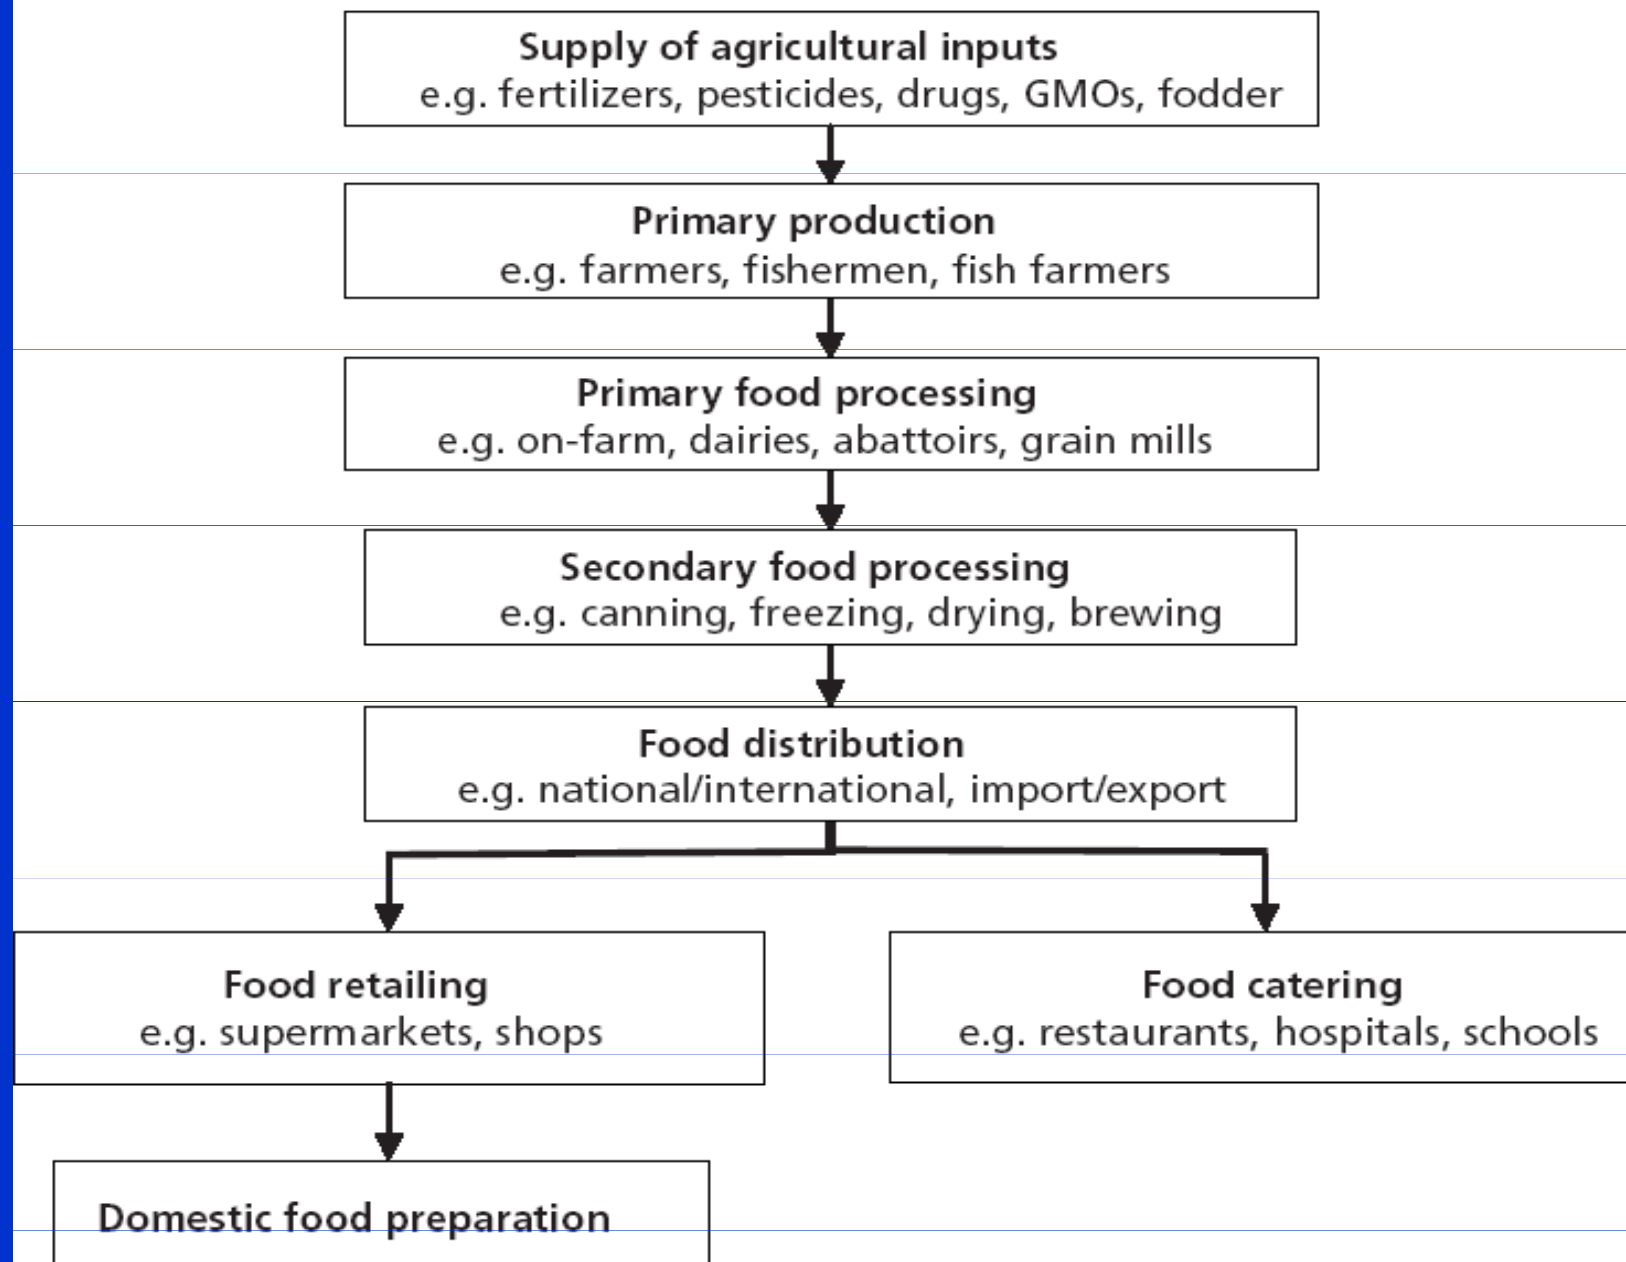 Supply of agricultural inputs
e.g. fertilizers, pesticides, drugs, GMOs, fodder
Primary production
e.g. farmers, fishermen, fish farmers
Primary food processing
e.g. on-farm, dairies, abattoirs, grain mills
Secondary food processing
e.g. canning, freezing, drying, brewing
Food distribution
e.g. national/international, import/export
Food retailing
e.g. supermarkets, shops
Food catering
e.g. restaurants, hospitals, schools
Domestic food preparation